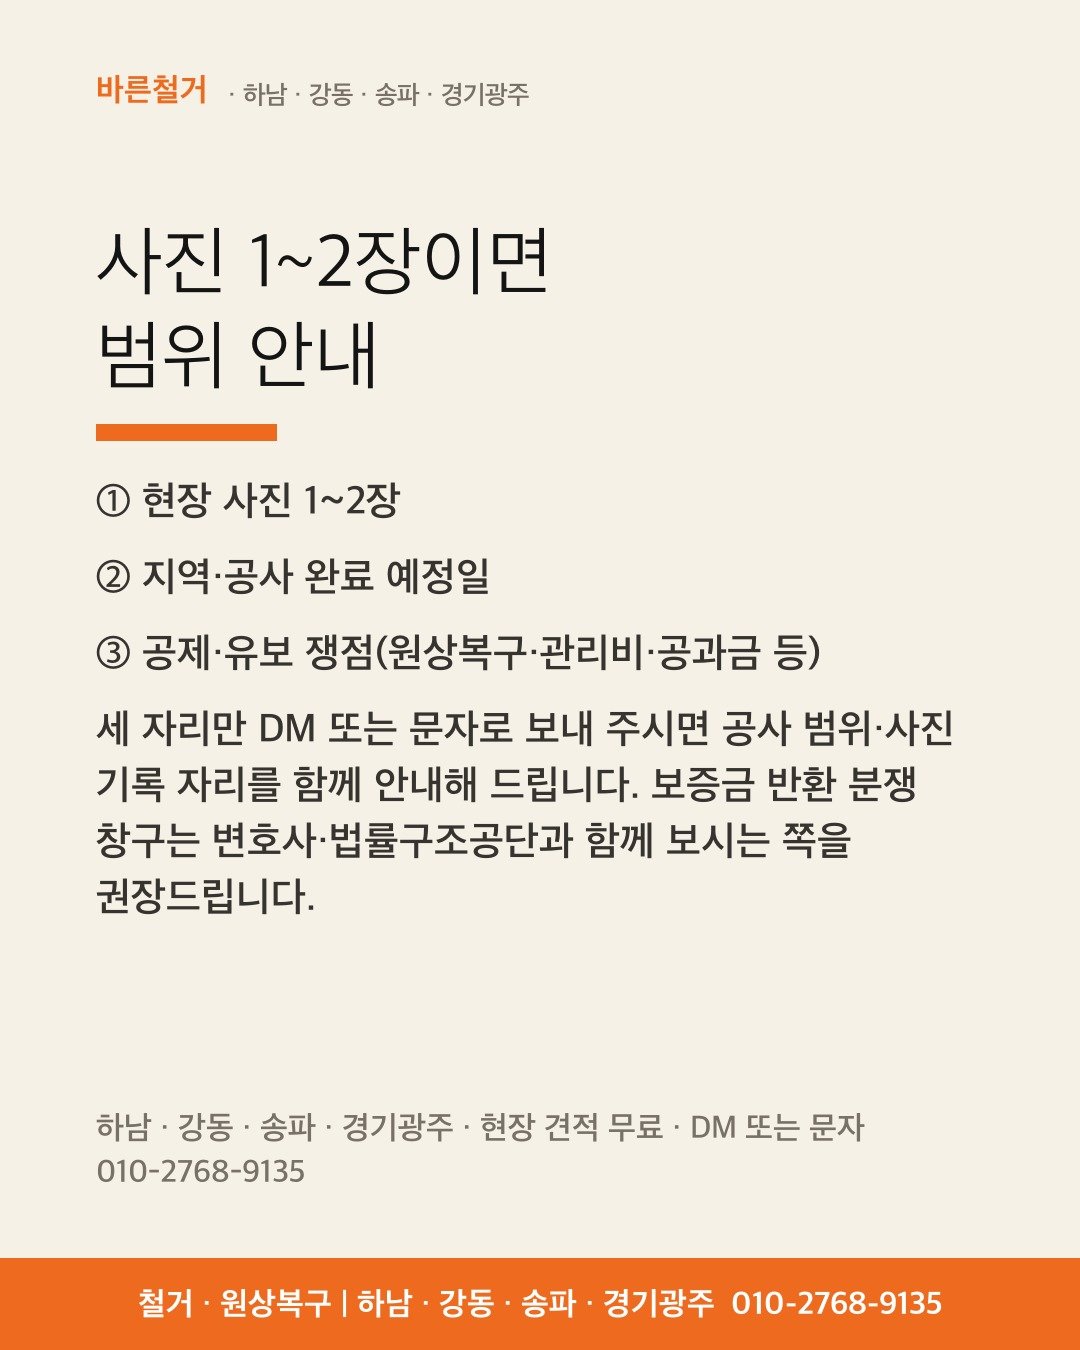 바른철거 · 하남 · 강동 · 송파 · 경기광주
사진 1~2장이면
범위 안내
① 현장 사진 1~2장
② 지역·공사 완료 예정일
③ 공제·유보 쟁점(원상복구·관리비·공과금 등)
세 자리만 DM 또는 문자로 보내 주시면 공사 범위·사진
기록 자리를 함께 안내해 드립니다. 보증금 반환 분쟁
창구는 변호사·법률구조공단과 함께 보시는 쪽을
권장드립니다.
하남 · 강동 · 송파 · 경기광주 · 현장 견적 무료 · DM 또는 문자
010-2768-9135
철거 · 원상복구 | 하남 · 강동 · 송파 · 경기광주 010-2768-9135